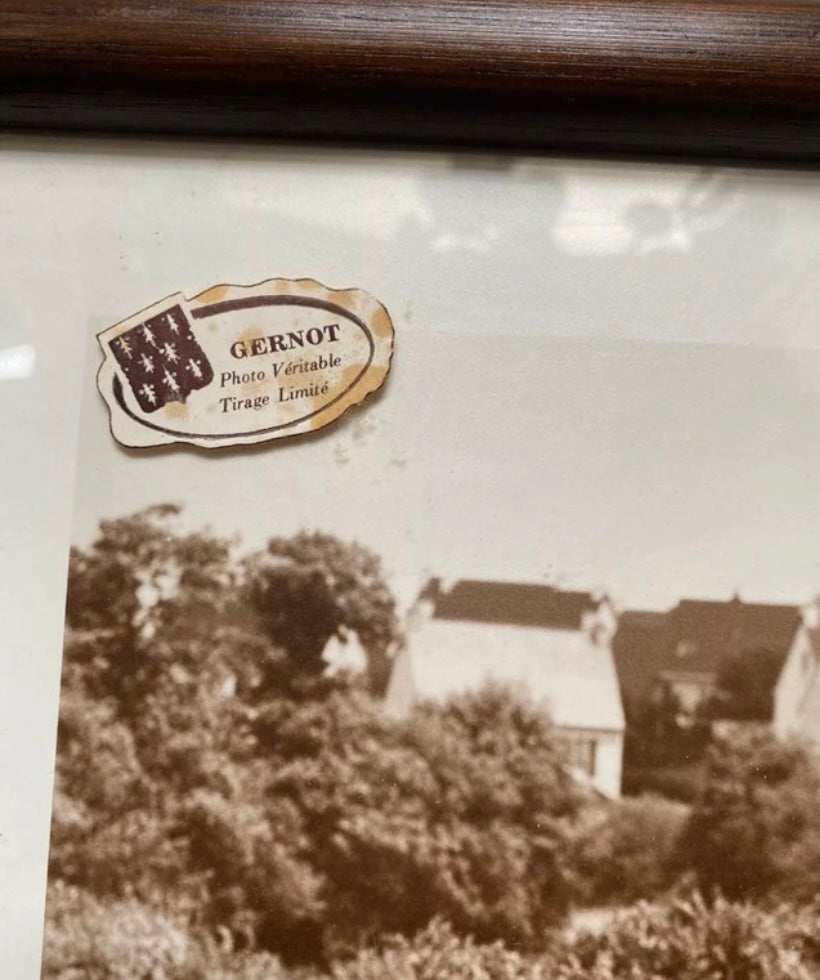 GERNOT
Photo Véritable
Tirage Limité